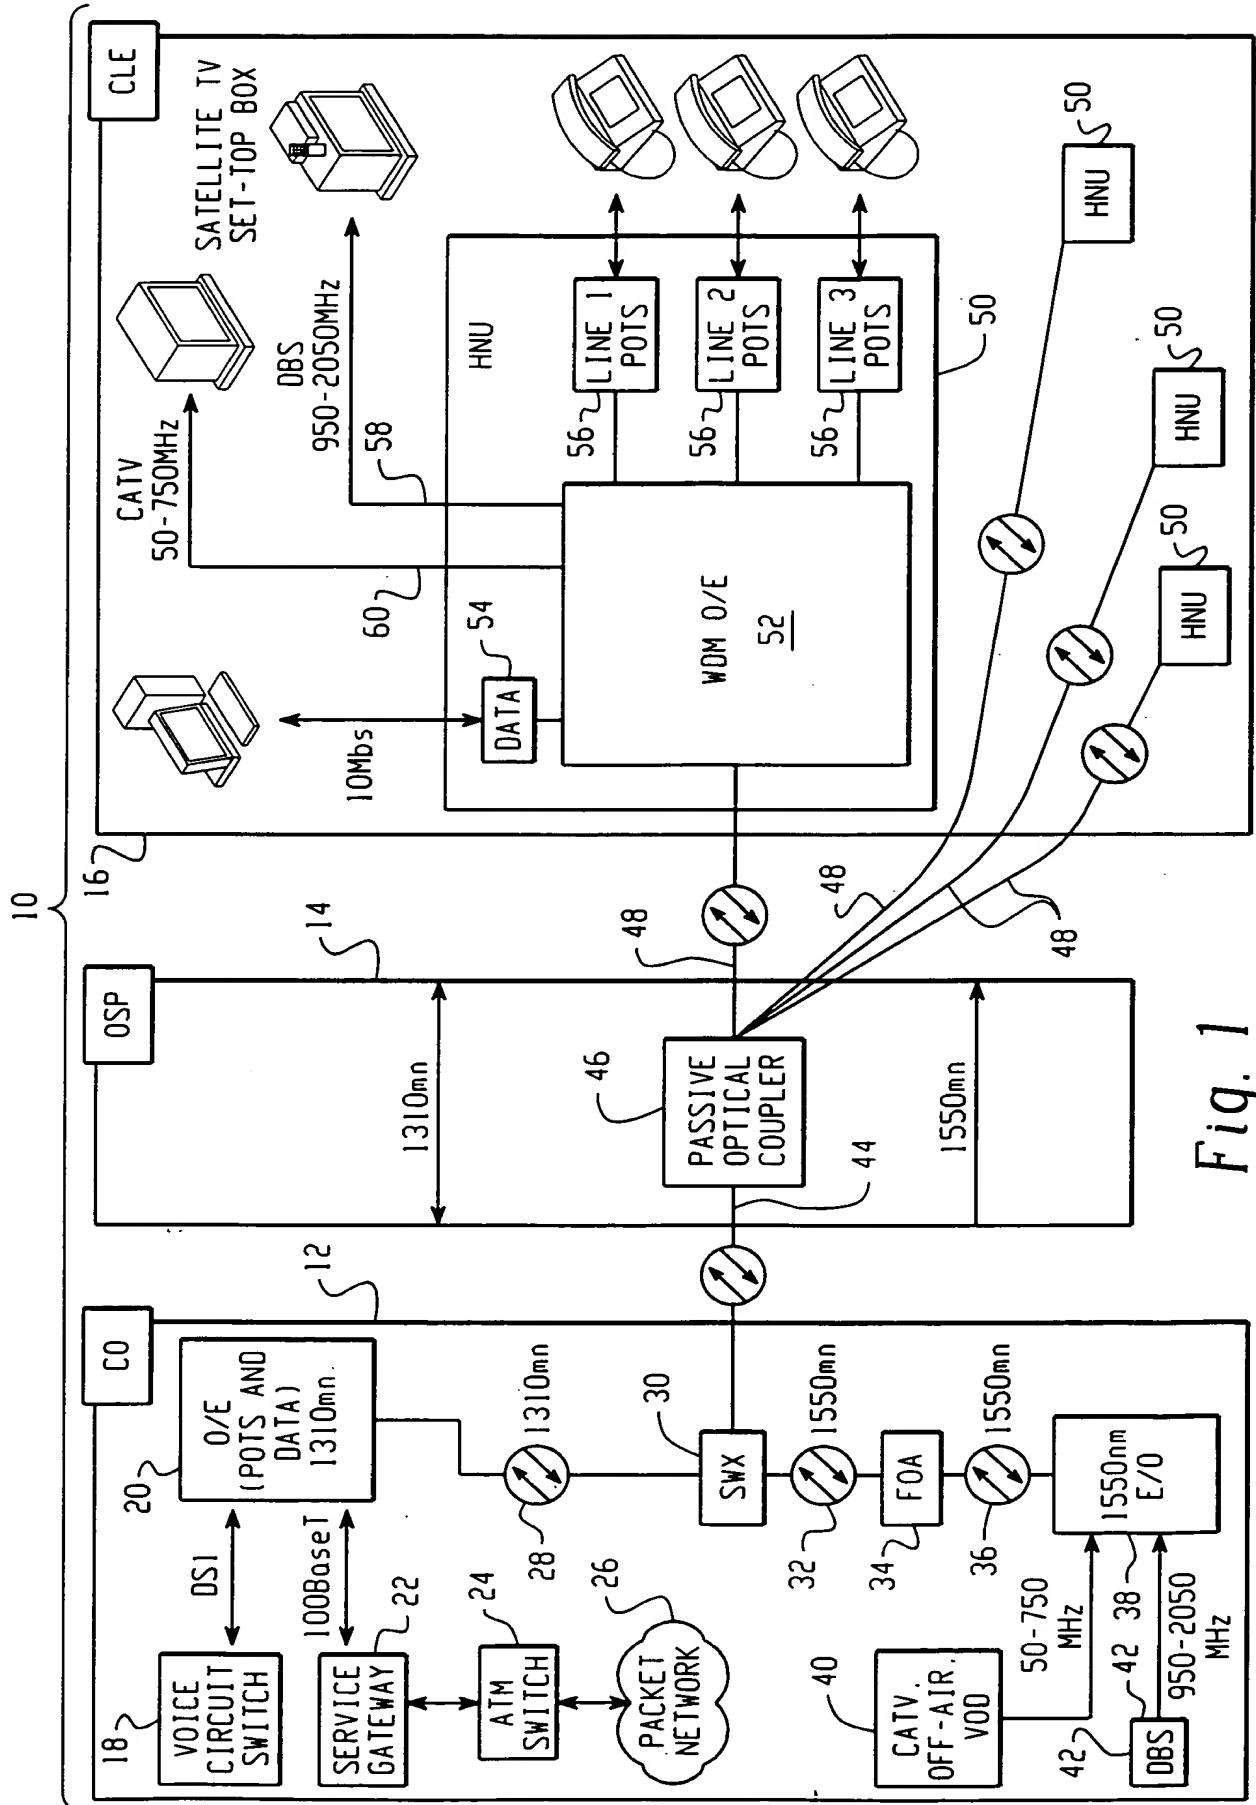 10
CO
12
O/E
(POTS AND
DATA)
1310mn.
20
DS1
100BaseT
VOICE
CIRCUIT
SWITCH
18
SERVICE
GATEWAY
22
ATM
SWITCH
24
PACKET
NETWORK
26
28
1310mn
SWX
30
32
1550mn
FOA
34
36
1550mn
1550nm
E/O
38
CATV.
OFF-AIR,
VOD
40
50-750
MHz
DBS
42
42
950-2050
MHz
OSP
14
1310mn
PASSIVE
OPTICAL
COUPLER
46
44
1550mn
48
48
48
CLE
16
10Mbs
DATA
54
60
CATV
50-750MHz
58
DBS
950-2050MHz
SATELLITE TV
SET-TOP BOX
HNU
WDM O/E
52
56
LINE 1
POTS
56
LINE 2
POTS
56
LINE 3
POTS
50
HNU
50
HNU
50
HNU
50
Fig. 1